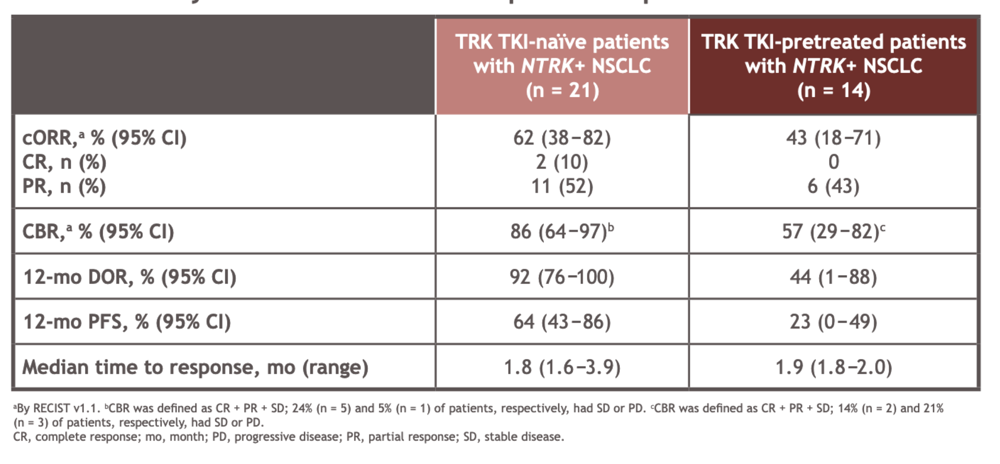 TRK TKI-naïve patients
with NTRK+ NSCLC
(n = 21)
TRK TKI-pretreated patients
with NTRK+ NSCLC
(n = 14)
cORR,ᵃ % (95% CI)
62 (38–82)
43 (18–71)
CR, n (%)
2 (10)
0
PR, n (%)
11 (52)
6 (43)
CBR,ᵃ % (95% CI)
86 (64–97)ᵇ
57 (29–82)ᶜ
12-mo DOR, % (95% CI)
92 (76–100)
44 (1–88)
12-mo PFS, % (95% CI)
64 (43–86)
23 (0–49)
Median time to response, mo (range)
1.8 (1.6–3.9)
1.9 (1.8–2.0)
ᵃBy RECIST v1.1. ᵇCBR was defined as CR + PR + SD; 24% (n = 5) and 5% (n = 1) of patients, respectively, had SD or PD. ᶜCBR was defined as CR + PR + SD; 14% (n = 2) and 21%
(n = 3) of patients, respectively, had SD or PD.
CR, complete response; mo, month; PD, progressive disease; PR, partial response; SD, stable disease.